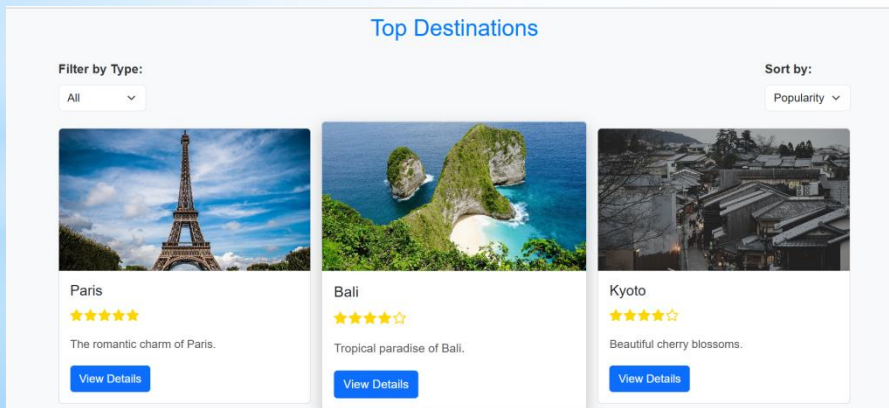 Top Destinations
Filter by Type:
Sort by:
All
Popularity
Paris
The romantic charm of Paris.
View Details
Bali
Tropical paradise of Bali.
View Details
Kyoto
Beautiful cherry blossoms.
View Details